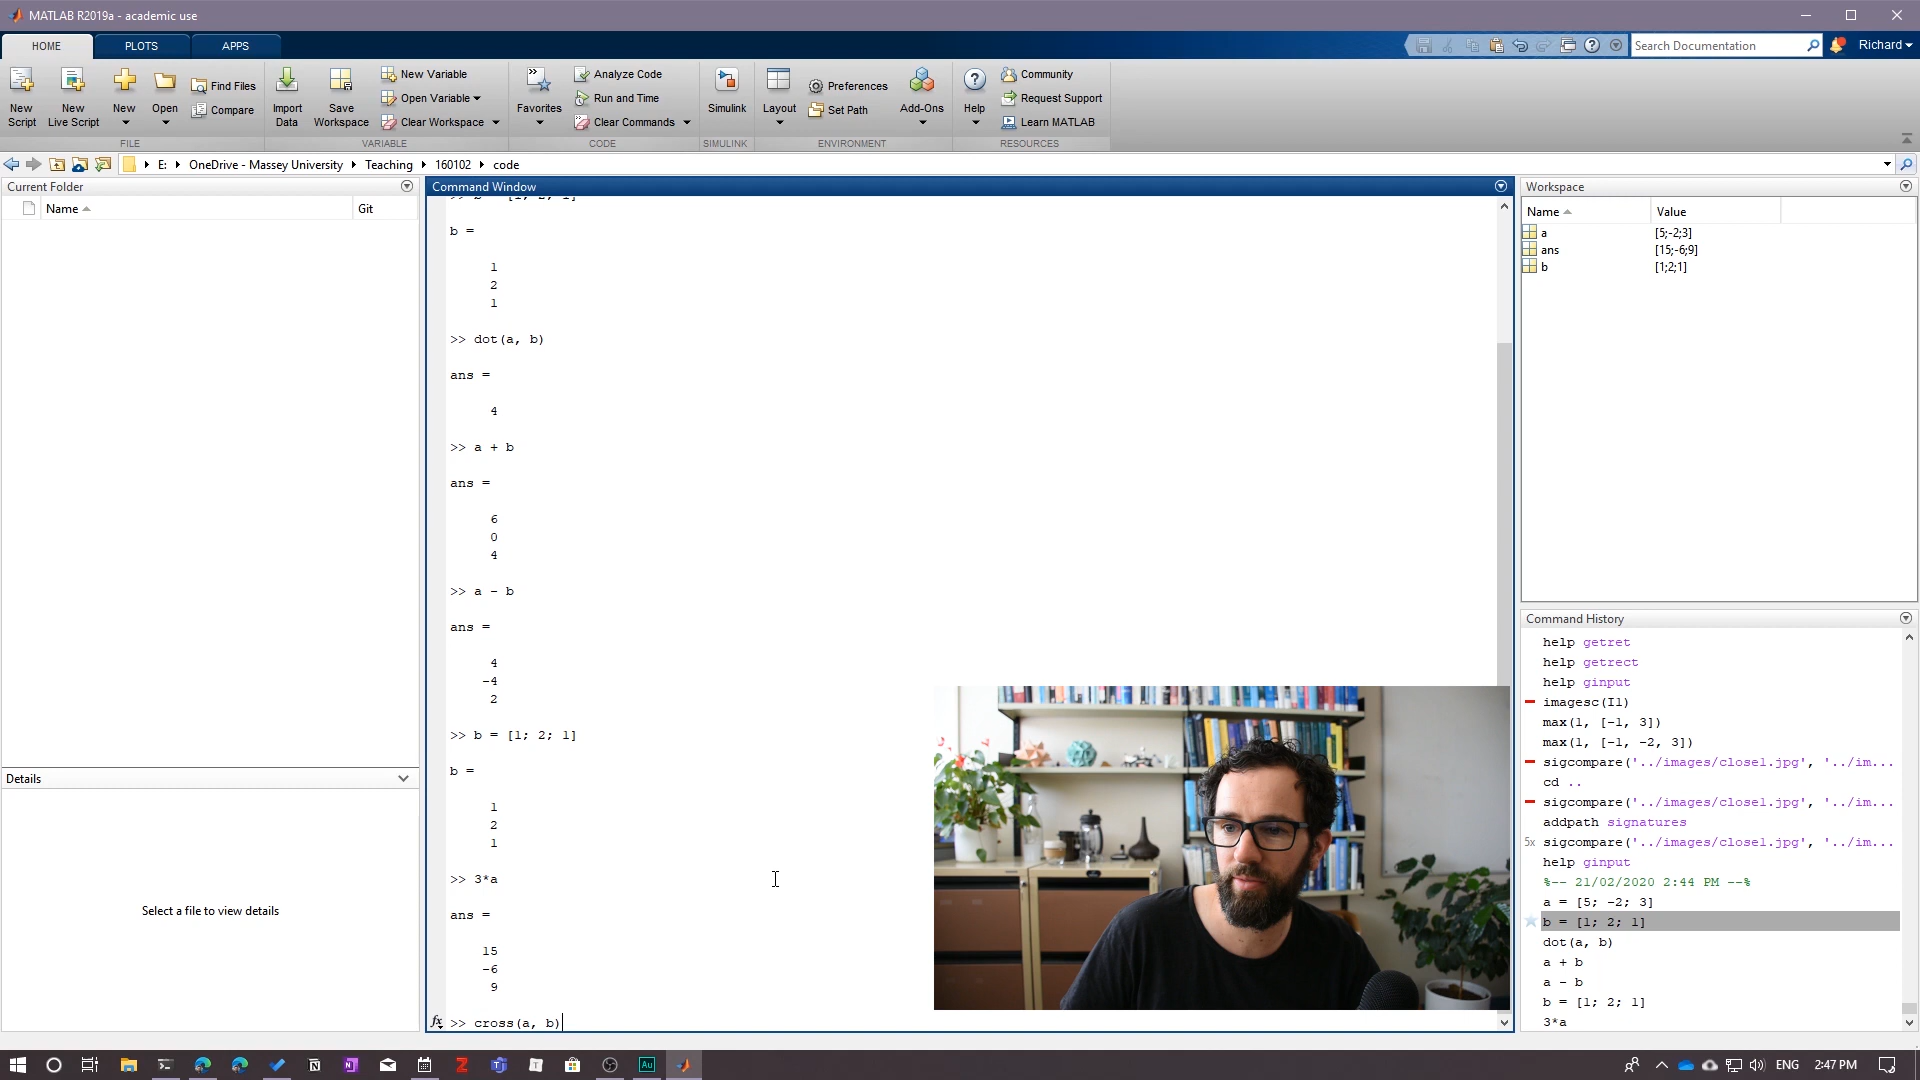 MATLAB R2019a - academic use
HOME PLOTS APPS
Search Documentation
Richard
New Script
New Live Script
New
Open
Find Files
Compare
Import Data
Save Workspace
New Variable
Open Variable
Clear Workspace
Favorites
Analyze Code
Run and Time
Clear Commands
Simulink
Layout
Preferences
Set Path
Add-Ons
Help
Community
Request Support
Learn MATLAB
FILE VARIABLE CODE SIMULINK ENVIRONMENT RESOURCES
E: OneDrive - Massey University Teaching 160102 code
Current Folder
Name Git
Details
Select a file to view details
Command Window
>> b = [1; 2; 1]
b =
1
2
1
>> dot(a, b)
ans =
4
>> a + b
ans =
6
0
4
>> a - b
ans =
4
-4
2
>> b = [1; 2; 1]
b =
1
2
1
>> 3*a
ans =
15
-6
9
fx >> cross(a, b)
Workspace
Name Value
a [5;-2;3]
ans [15;-6;9]
b [1;2;1]
Command History
help getret
help getrect
help ginput
imagesc(I1)
max(1, [-1, 3])
max(1, [-1, -2, 3])
sigcompare('../images/close1.jpg', '../im...
cd ..
sigcompare('../images/close1.jpg', '../im...
addpath signatures
5x sigcompare('../images/close1.jpg', '../im...
help ginput
%-- 21/02/2020 2:44 PM --%
a = [5; -2; 3]
b = [1; 2; 1]
dot(a, b)
a + b
a - b
b = [1; 2; 1]
3*a
ENG 2:47 PM